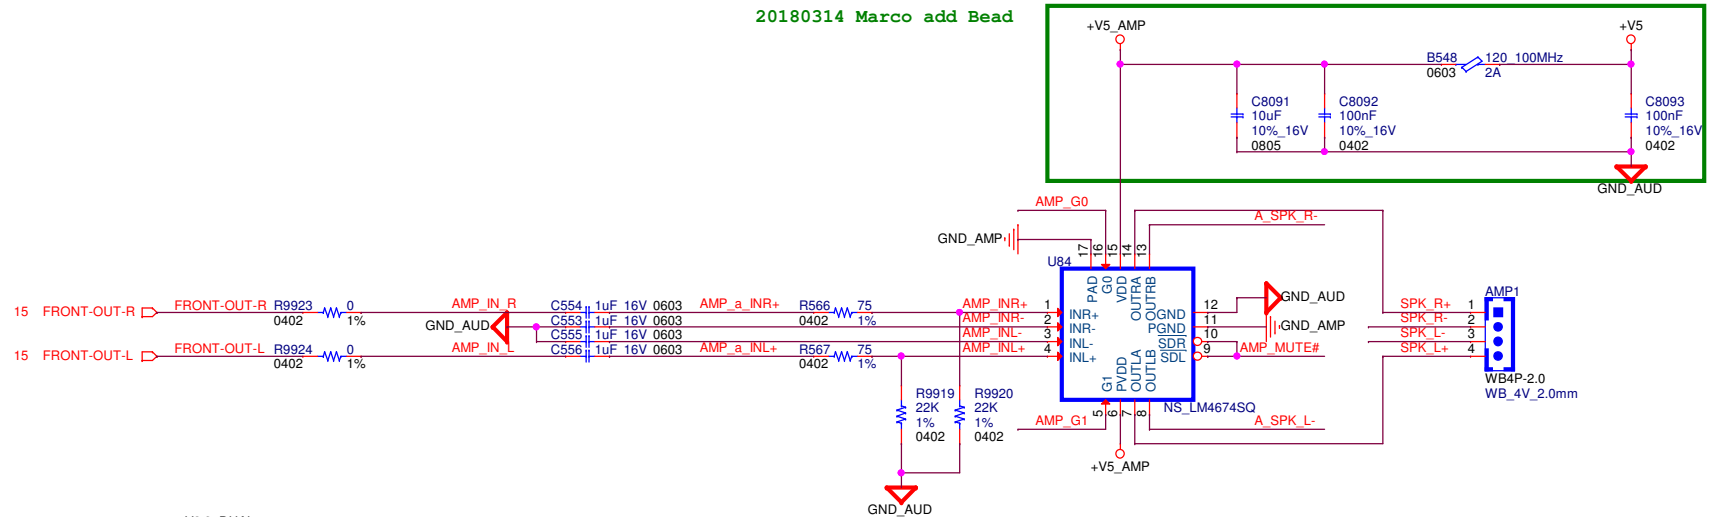 20180314 Marco add Bead
+V5_AMP
+V5
B548
120_100MHz
0603
2A
C8091
10uF
10%_16V
0805
C8092
100nF
10%_16V
0402
C8093
100nF
10%_16V
0402
GND_AUD
AMP_G0
A_SPK_R-
GND_AMP
17
16
15
14
13
U84
PAD
G0
VDD
OUTRA
OUTRB
15 FRONT-OUT-R
FRONT-OUT-R
R9923
0
0402
1%
AMP_IN_R
C554
1uF 16V 0603
AMP_a_INR+
R566
75
0402
1%
AMP_INR+
1
INR+
GND_AUD
C553
1uF 16V 0603
AMP_INR-
2
INR-
C555
1uF 16V 0603
AMP_INL-
3
INL-
15 FRONT-OUT-L
FRONT-OUT-L
R9924
0
0402
1%
AMP_IN_L
C556
1uF 16V 0603
AMP_a_INL+
R567
75
0402
1%
AMP_INL+
4
INL+
GND
12
GND_AUD
PGND
11
GND_AMP
SDR
10
SDL
9
AMP_MUTE#
SPK_R+
1
SPK_R-
2
SPK_L-
3
SPK_L+
4
AMP1
WB4P-2.0
WB_4V_2.0mm
G1
PVDD
OUTLA
OUTLB
5
6
7
8
NS_LM4674SQ
AMP_G1
A_SPK_L-
+V5_AMP
R9919
22K
1%
0402
R9920
22K
1%
0402
GND_AUD